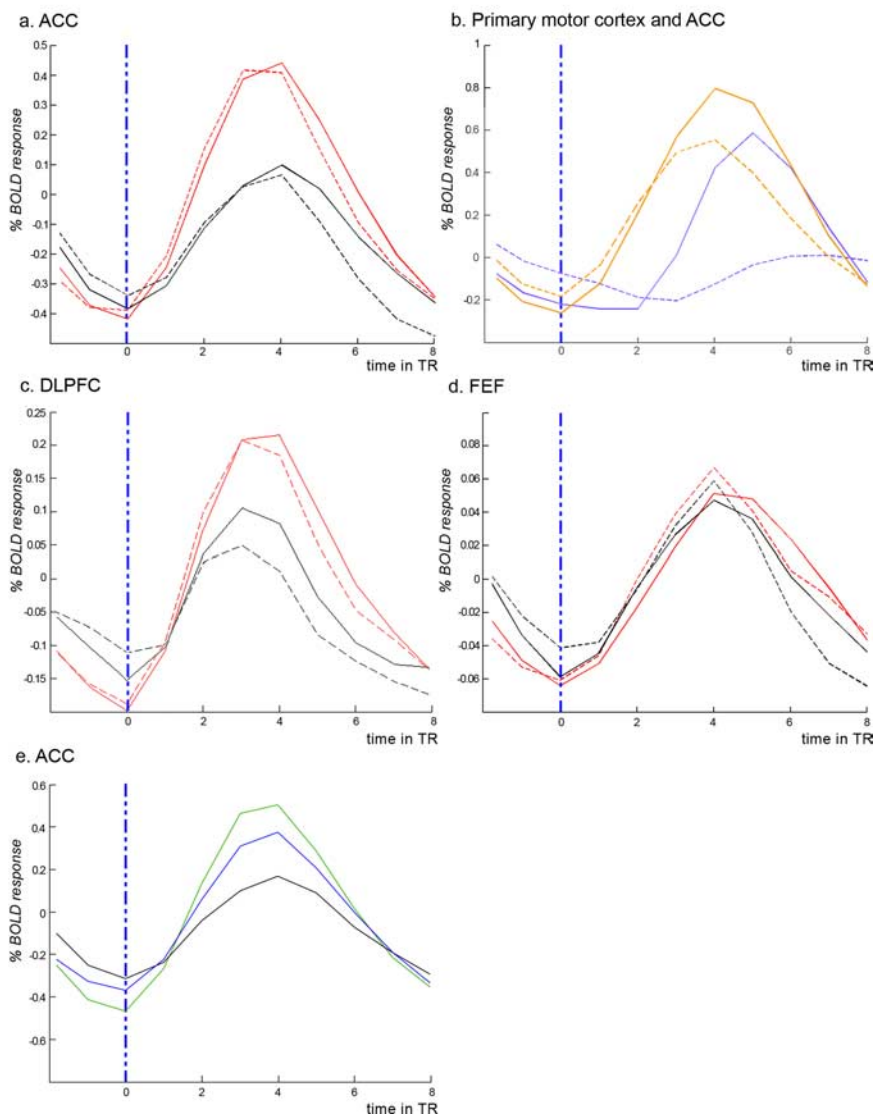 a. ACC
% BOLD response
0.5
0.4
0.3
0.2
0.1
0
-0.1
-0.2
-0.3
-0.4
0 2 4 6 8
time in TR
b. Primary motor cortex and ACC
% BOLD response
1
0.8
0.6
0.4
0.2
0
-0.2
0 2 4 6 8
time in TR
c. DLPFC
% BOLD response
0.25
0.2
0.15
0.1
0.05
0
-0.05
-0.1
-0.15
0 2 4 6 8
time in TR
d. FEF
% BOLD response
0.08
0.06
0.04
0.02
0
-0.02
-0.04
-0.06
0 2 4 6 8
time in TR
e. ACC
% BOLD response
0.6
0.4
0.2
0
-0.2
-0.4
-0.6
0 2 4 6 8
time in TR